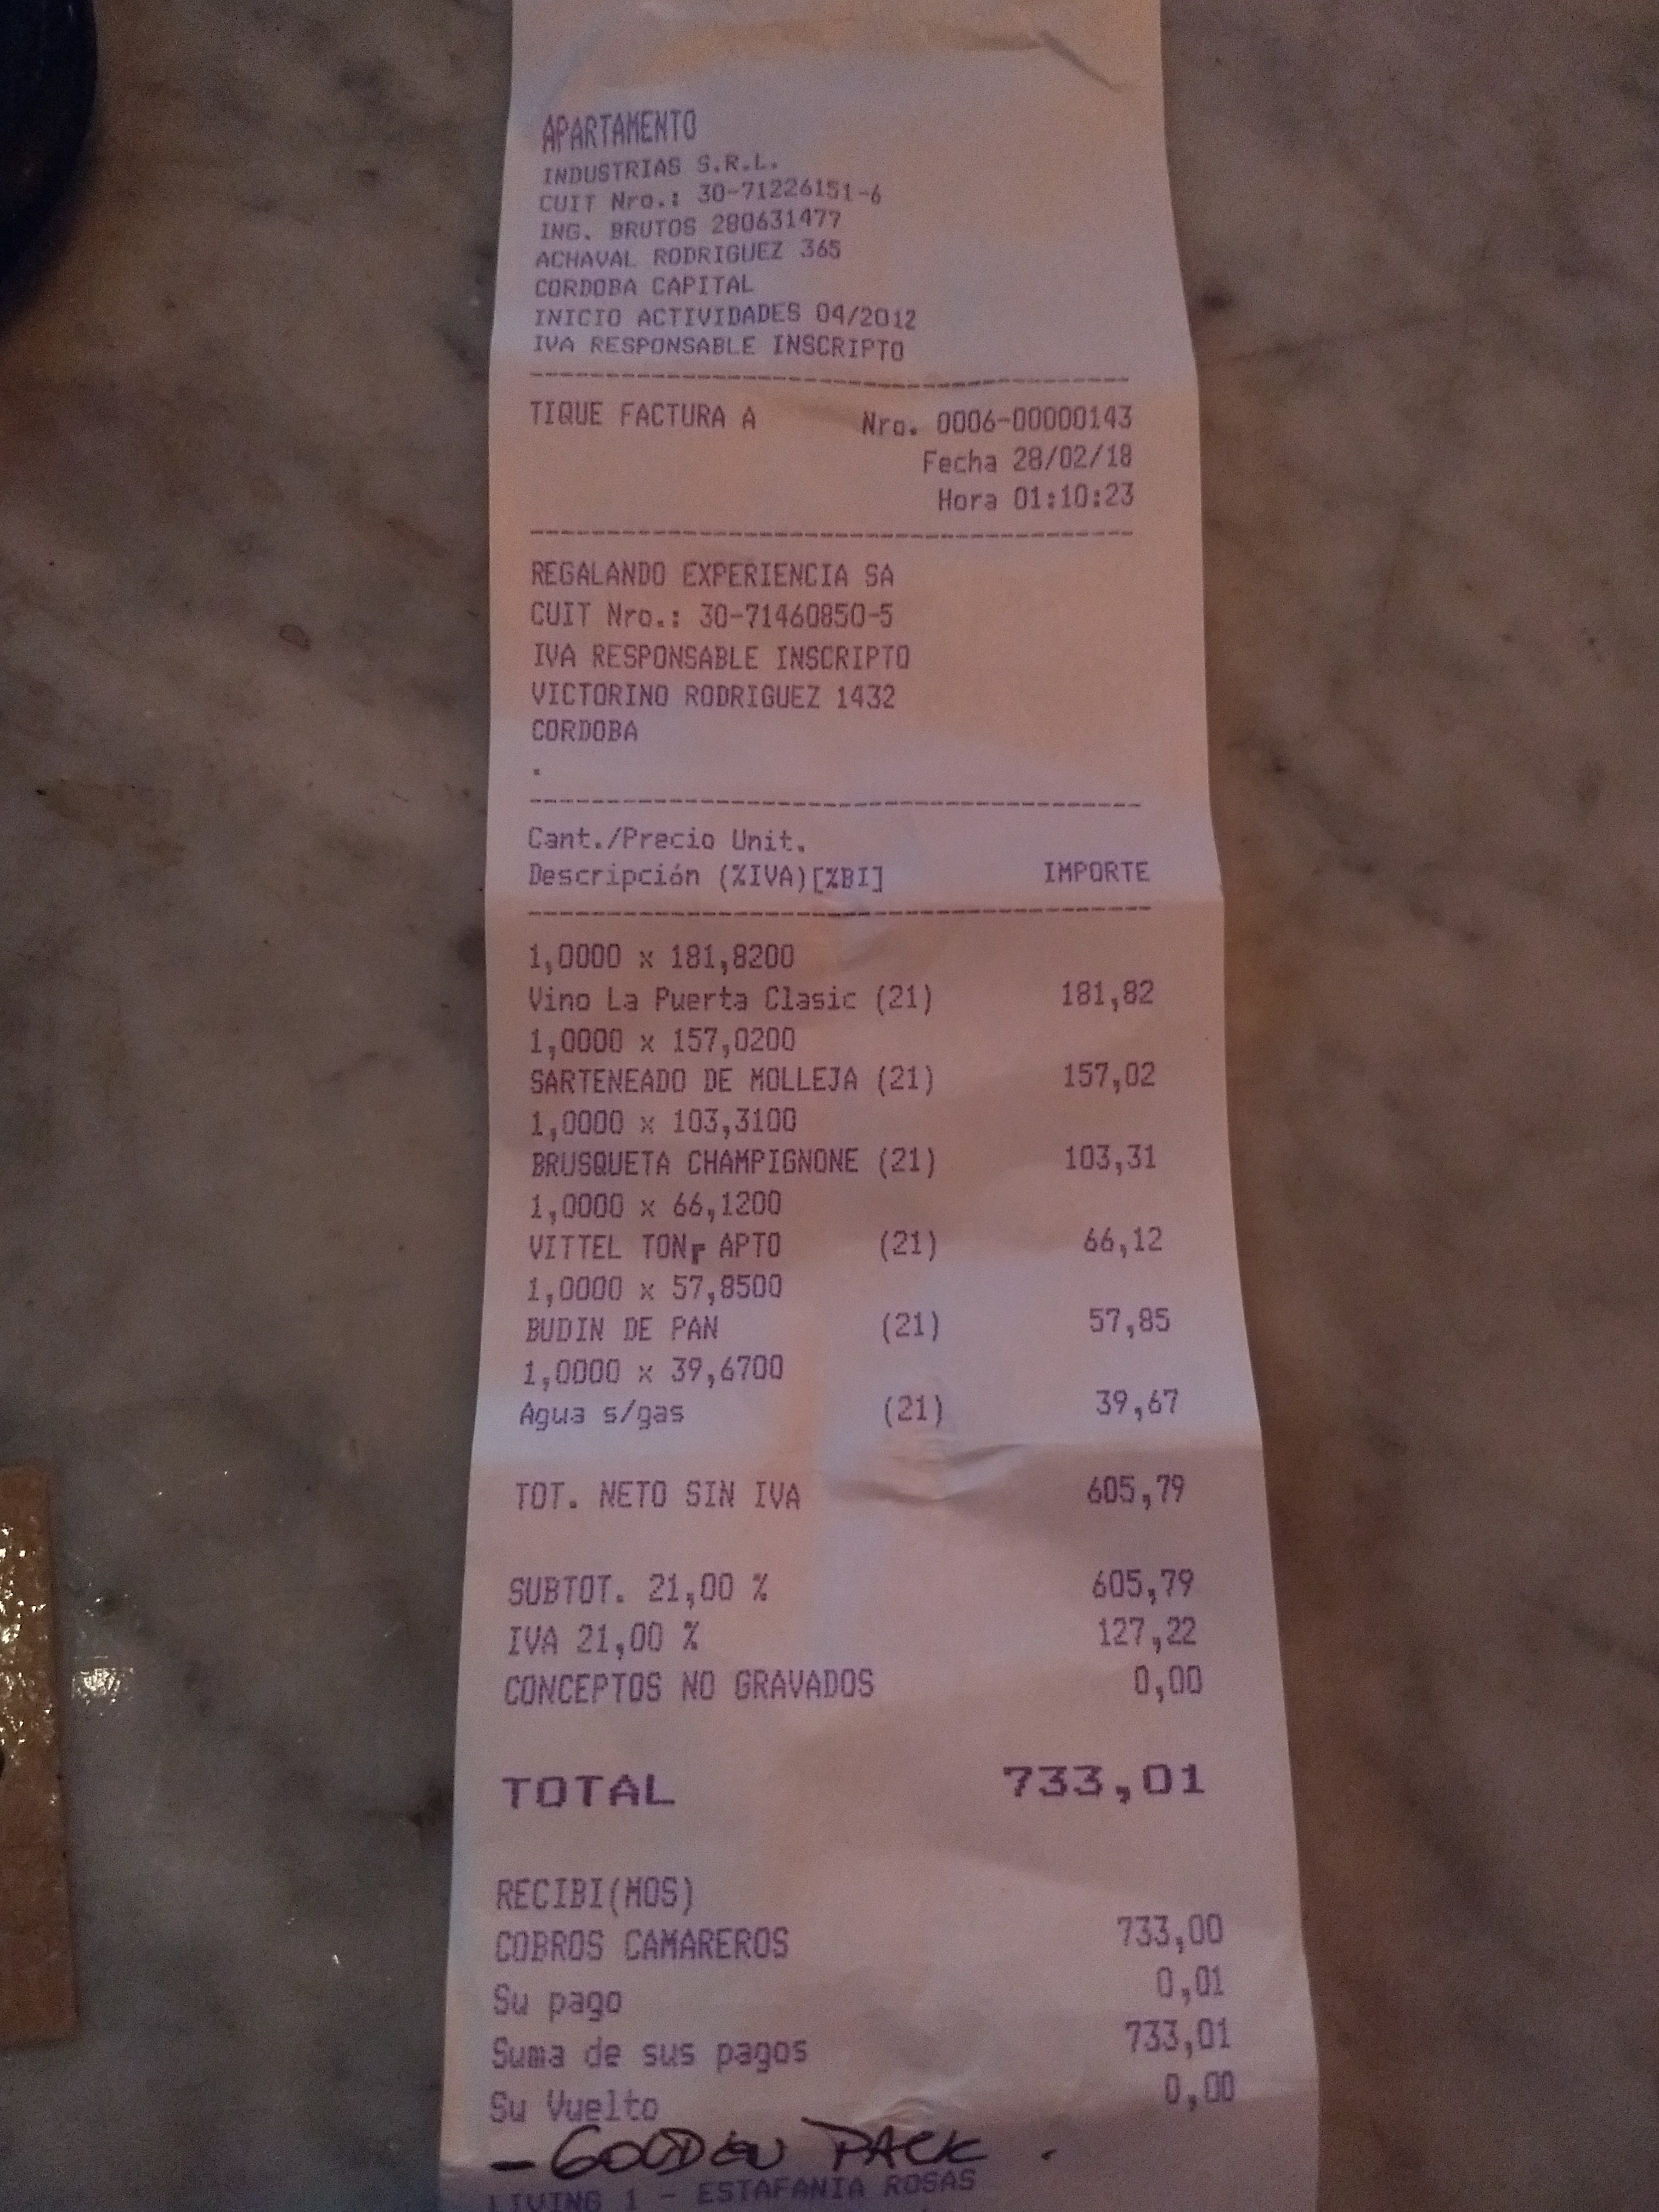 APARTAMENTO
INDUSTRIAS S.R.L.
CUIT Nro.: 30-71226151-6
ING. BRUTOS 280631477
ACHAVAL RODRIGUEZ 365
CORDOBA CAPITAL
INICIO ACTIVIDADES 04/2012
IVA RESPONSABLE INSCRIPTO
TIQUE FACTURA A Nro. 0006-00000143
Fecha 28/02/18
Hora 01:10:23
REGALANDO EXPERIENCIA SA
CUIT Nro.: 30-71460850-5
IVA RESPONSABLE INSCRIPTO
VICTORINO RODRIGUEZ 1432
CORDOBA
.
Cant./Precio Unit.
Descripción (%IVA)[%BI] IMPORTE
1,0000 x 181,8200
Vino La Puerta Clasic (21) 181,82
1,0000 x 157,0200
SARTENEADO DE MOLLEJA (21) 157,02
1,0000 x 103,3100
BRUSQUETA CHAMPIGNONE (21) 103,31
1,0000 x 66,1200
VITTEL TON┏ APTO (21) 66,12
1,0000 x 57,8500
BUDIN DE PAN (21) 57,85
1,0000 x 39,6700
Agua s/gas (21) 39,67
TOT. NETO SIN IVA 605,79
SUBTOT. 21,00 % 605,79
IVA 21,00 % 127,22
CONCEPTOS NO GRAVADOS 0,00
TOTAL 733,01
RECIBI(MOS)
COBROS CAMAREROS 733,00
Su pago 0,01
Suma de sus pagos 733,01
Su Vuelto 0,00
- GOLDEN PACK .
LIVING 1 - ESTAFANIA ROSAS